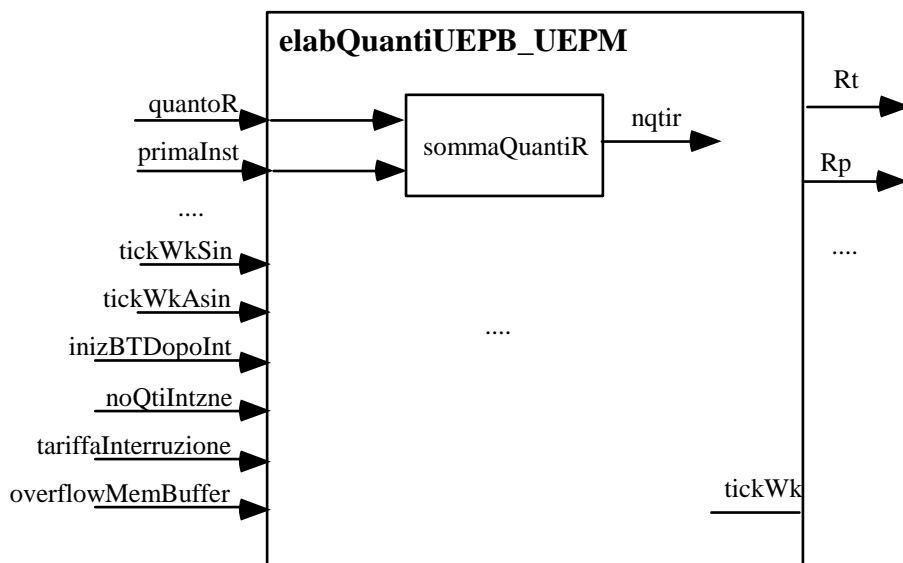 elabQuantiUEPB_UEPM
quantoR
primaInst
....
tickWkSin
tickWkAsin
inizBTDopoInt
noQtiIntzne
tariffaInterruzione
overflowMemBuffer
sommaQuantiR
nqtir
....
tickWk
Rt
Rp
....